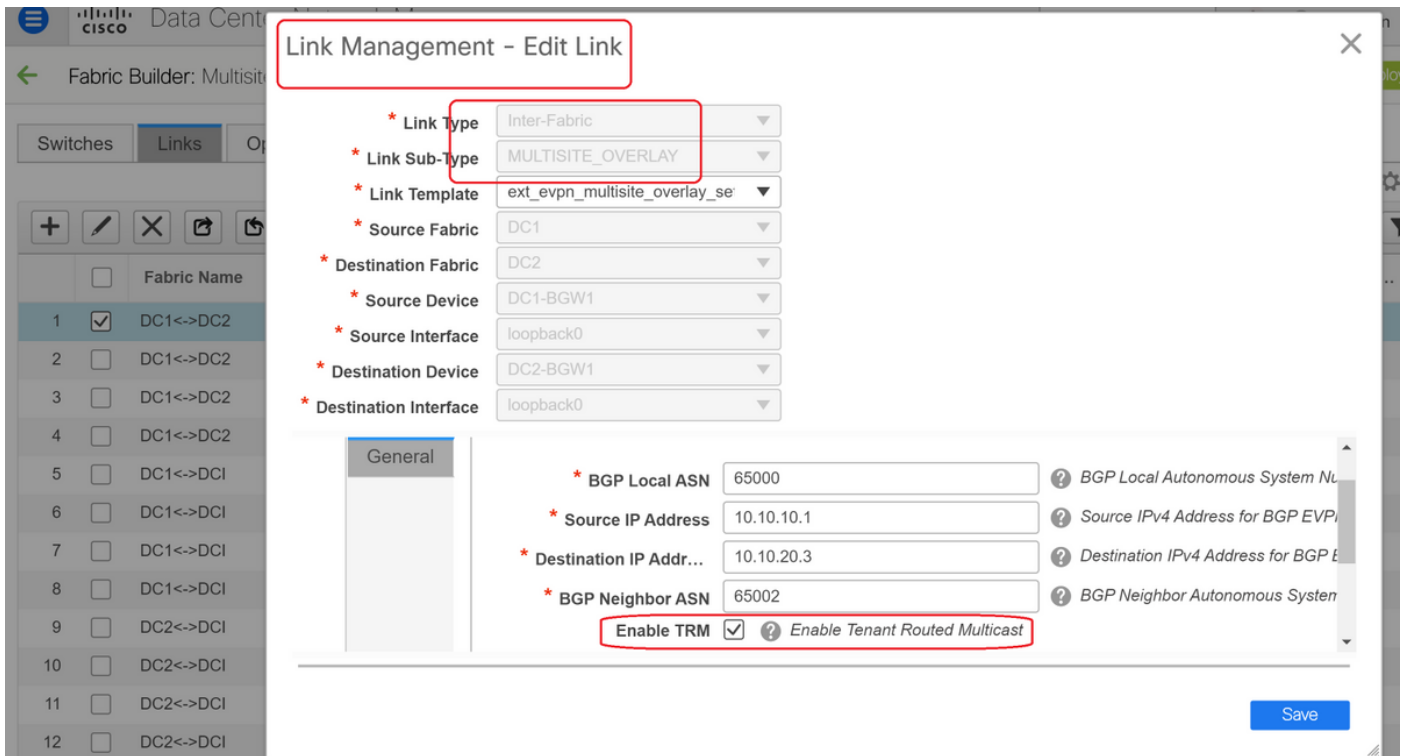 CISCO Data Cent
Link Management - Edit Link
Fabric Builder: Multisit
Switches Links Op
* Link Type Inter-Fabric
* Link Sub-Type MULTISITE_OVERLAY
* Link Template ext_evpn_multisite_overlay_se
* Source Fabric DC1
* Destination Fabric DC2
* Source Device DC1-BGW1
* Source Interface loopback0
* Destination Device DC2-BGW1
* Destination Interface loopback0
Fabric Name
1 DC1<->DC2
2 DC1<->DC2
3 DC1<->DC2
4 DC1<->DC2
5 DC1<->DCI
6 DC1<->DCI
7 DC1<->DCI
8 DC1<->DCI
9 DC2<->DCI
10 DC2<->DCI
11 DC2<->DCI
12 DC2<->DCI
General
* BGP Local ASN 65000 ? BGP Local Autonomous System Nu
* Source IP Address 10.10.10.1 ? Source IPv4 Address for BGP EVP
* Destination IP Addr... 10.10.20.3 ? Destination IPv4 Address for BGP E
* BGP Neighbor ASN 65002 ? BGP Neighbor Autonomous System
Enable TRM ? Enable Tenant Routed Multicast
Save